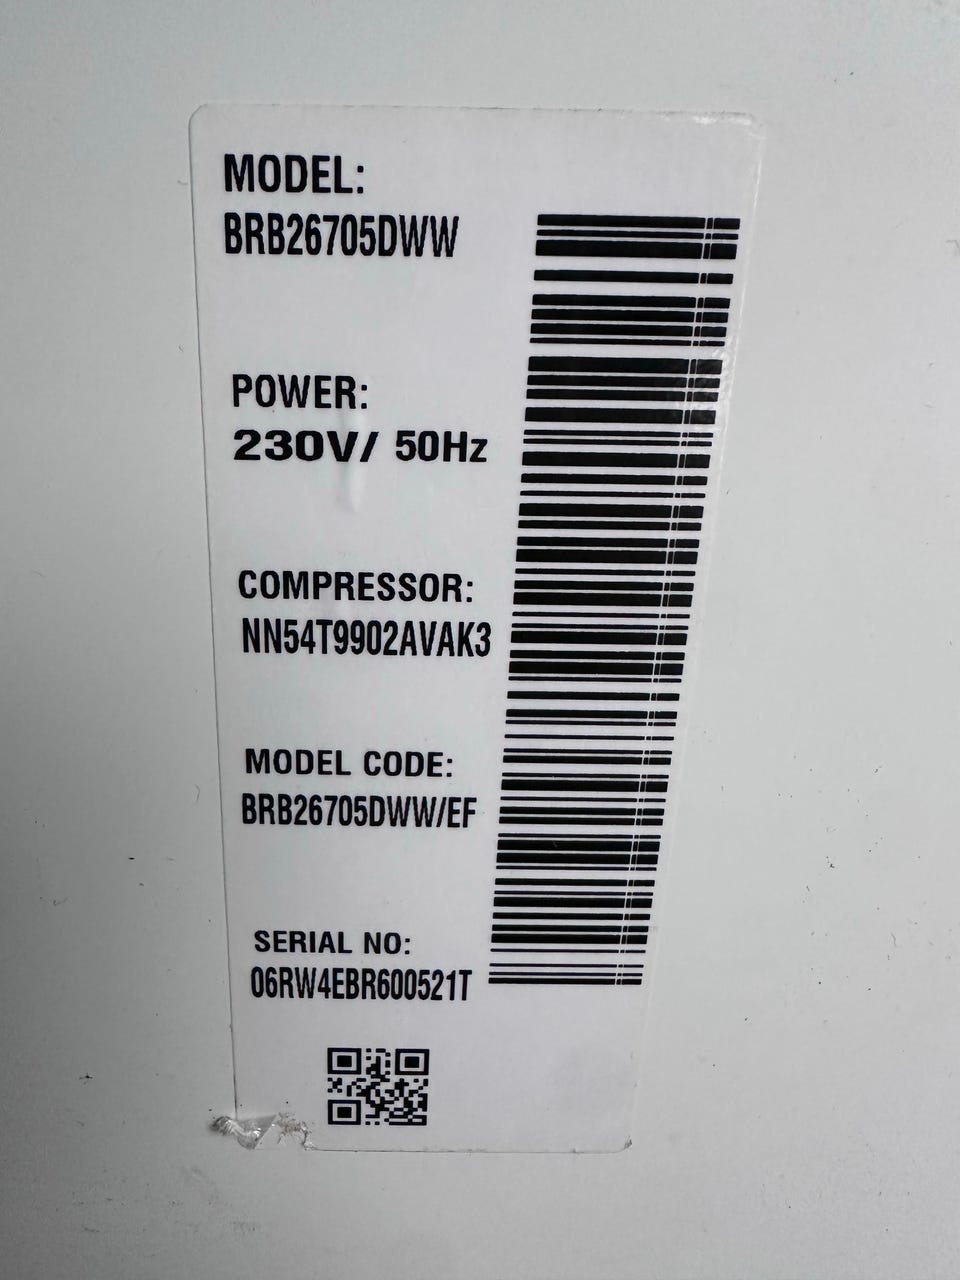 MODEL:
BRB26705DWW
POWER:
230V/ 50Hz
COMPRESSOR:
NN54T9902AVAK3
MODEL CODE:
BRB26705DWW/EF
SERIAL NO:
06RW4EBR600521T